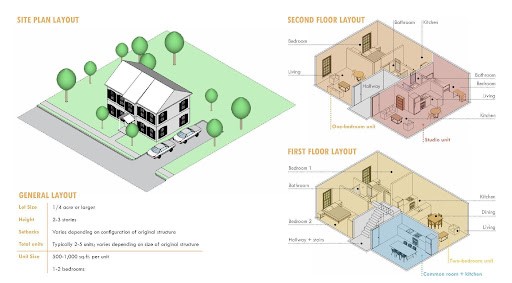 SITE PLAN LAYOUT
GENERAL LAYOUT
Lot Size 1/4 acre or larger
Height 2-3 stories
Setbacks Varies depending on configuration of original structure
Total units Typically 2-5 units; varies depending on size of original structure
Unit Size 500-1,000 sq.ft. per unit
1-2 bedrooms
SECOND FLOOR LAYOUT
Bathroom
Kitchen
Bedroom
Living
Hallway
Bathroom
Bedroom
Living
Kitchen
One-bedroom unit
Studio unit
FIRST FLOOR LAYOUT
Bedroom 1
Bathroom
Bedroom 2
Hallway + stairs
Kitchen
Dining
Living
Two-bedroom unit
Common room + kitchen